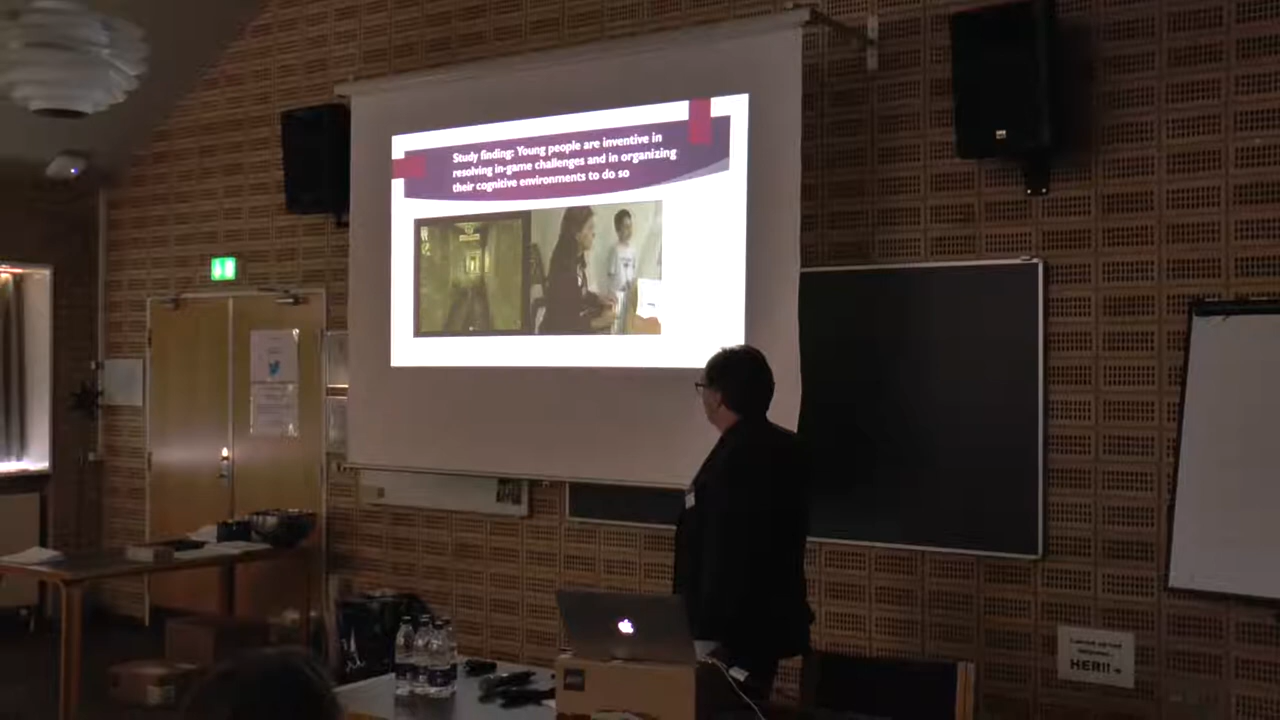 Study finding: Young people are inventive in
resolving in-game challenges and in organizing
their cognitive environments to do so
HERI! →